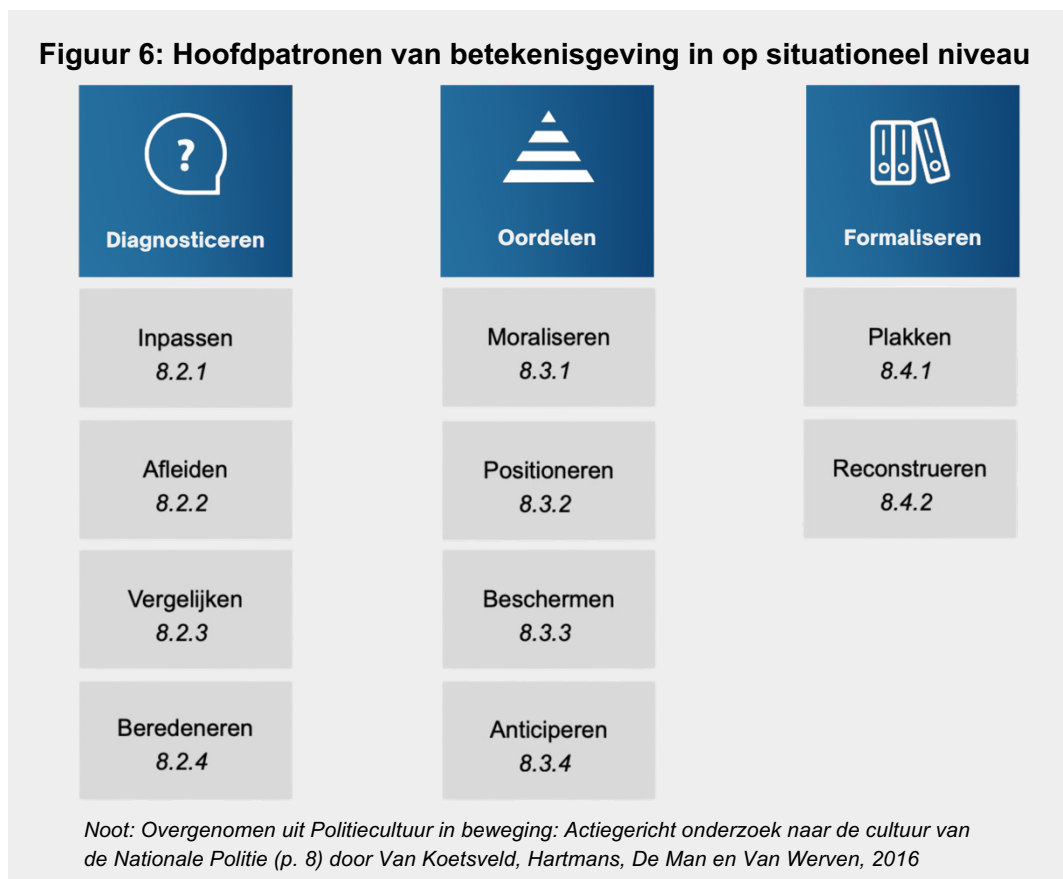 Figuur 6: Hoofdpatronen van betekenisgeving in op situationeel niveau
?
Diagnosticeren
Inpassen
8.2.1
Afleiden
8.2.2
Vergelijken
8.2.3
Beredeneren
8.2.4
Oordelen
Moraliseren
8.3.1
Positioneren
8.3.2
Beschermen
8.3.3
Anticiperen
8.3.4
Formaliseren
Plakken
8.4.1
Reconstrueren
8.4.2
Noot: Overgenomen uit Politiecultuur in beweging: Actiegericht onderzoek naar de cultuur van
de Nationale Politie (p. 8) door Van Koetsveld, Hartmans, De Man en Van Werven, 2016